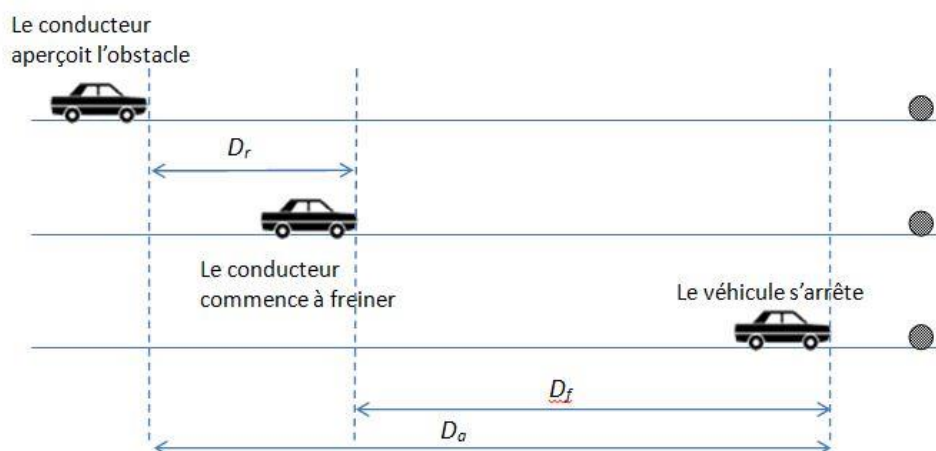 Le conducteur
aperçoit l'obstacle
Dr
Le conducteur
commence à freiner
Le véhicule s'arrête
Df
Da